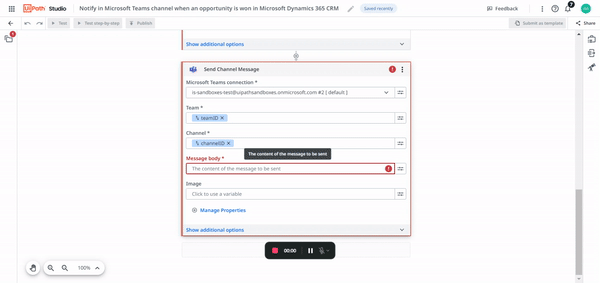 UiPath Studio
Notify in Microsoft Teams channel when an opportunity is won in Microsoft Dynamics 365 CRM
Saved recently
Feedback
7
Test
Test step-by-step
Publish
Submit as template
Share
Show additional options
Send Channel Message
Microsoft Teams connection *
is-sandboxes-test@uipathsandboxes.onmicrosoft.com #2 [ default ]
Team *
teamID
Channel *
channelID
The content of the message to be sent
Message body *
The content of the message to be sent
Image
Click to use a variable
Manage Properties
Show additional options
00:00
100%